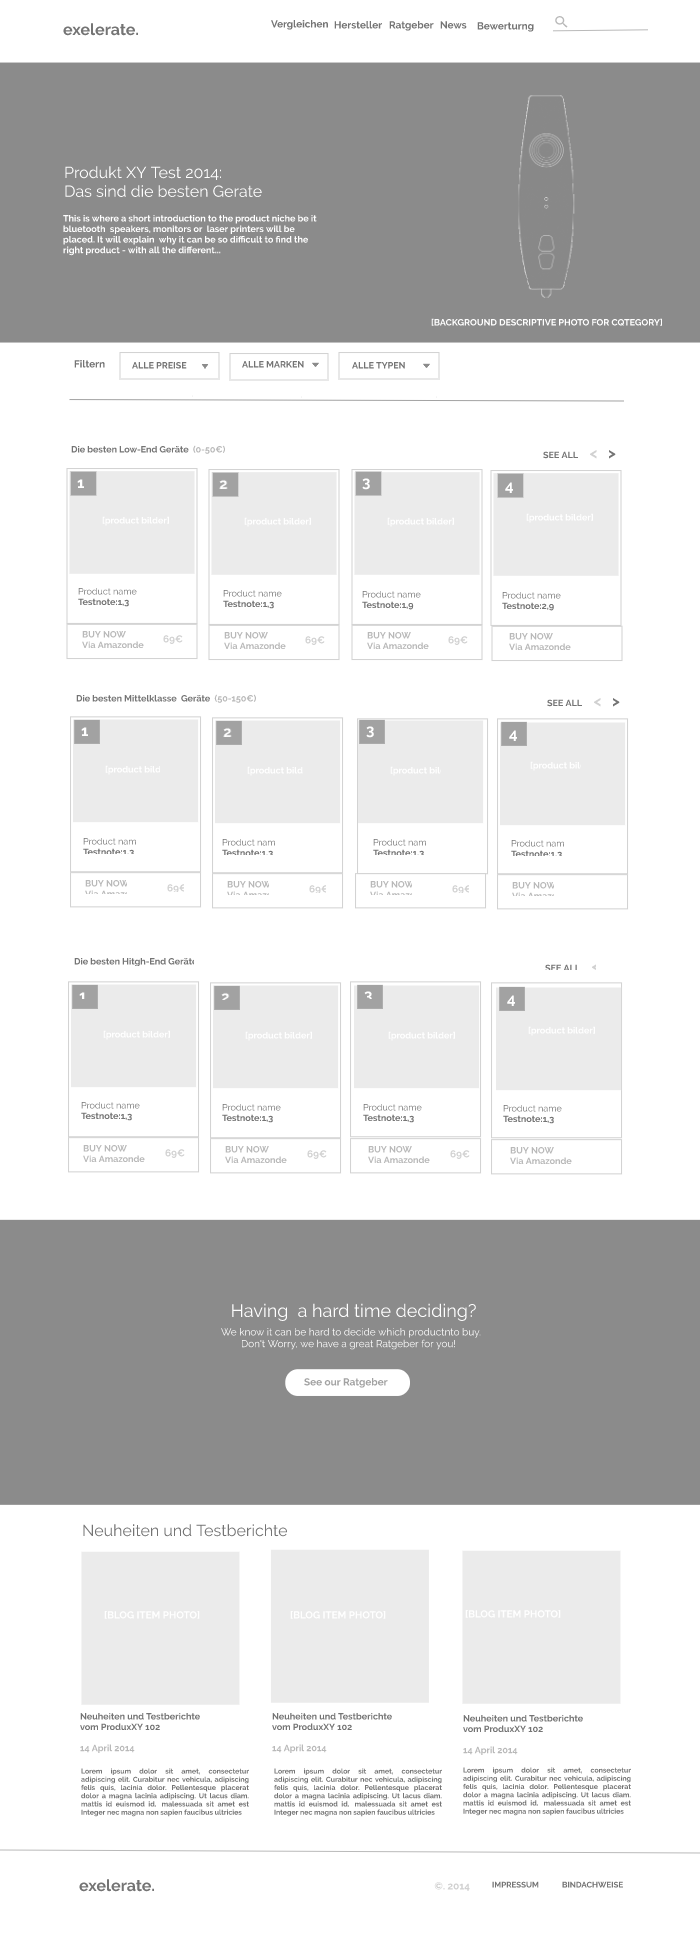 exelerate.
Vergleichen Hersteller Ratgeber News Bewerturng
Produkt XY Test 2014:
Das sind die besten Gerate
This is where a short introduction to the product niche be it
bluetooth speakers, monitors or laser printers will be
placed. It will explain why it can be so difficult to find the
right product - with all the different...
[BACKGROUND DESCRIPTIVE PHOTO FOR CQTEGORY]
Filtern ALLE PREISE ALLE MARKEN ALLE TYPEN
Die besten Low-End Geräte (0-50€)
SEE ALL < >
1 2 3 4
[product bilder] [product bilder] [product bilder] [product bilder]
Product name Product name Product name Product name
Testnote:1,3 Testnote:1,3 Testnote:1,9 Testnote:2,9
BUY NOW BUY NOW BUY NOW BUY NOW
Via Amazonde 69€ Via Amazonde 69€ Via Amazonde 69€ Via Amazonde
Die besten Mittelklasse Geräte (50-150€)
SEE ALL < >
1 2 3 4
[product bild [product bild [product bil [product bil
Product nam Product nam Product nam Product nam
Testnote:1,3 Testnote:1,3 Testnote:1,3 Testnote:1,3
BUY NOW BUY NOW BUY NOW BUY NOW
69€ 69€ 69€
Die besten Hitgh-End Geräte
SEE ALL <
1 2 3 4
[product bilder] [product bilder] [product bilder] [product bilder]
Product name Product name Product name Product name
Testnote:1,3 Testnote:1,3 Testnote:1,3 Testnote:1,3
BUY NOW BUY NOW BUY NOW BUY NOW
Via Amazonde 69€ Via Amazonde 69€ Via Amazonde 69€ Via Amazonde
Having a hard time deciding?
We know it can be hard to decide which productnto buy.
Don't Worry, we have a great Ratgeber for you!
See our Ratgeber
Neuheiten und Testberichte
[BLOG ITEM PHOTO] [BLOG ITEM PHOTO] [BLOG ITEM PHOTO]
Neuheiten und Testberichte
vom ProduxXY 102
14 April 2014
Lorem ipsum dolor sit amet, consectetur
adipiscing elit. Curabitur nec vehicula, adipiscing
felis quis, lacinia dolor. Pellentesque placerat
dolor a magna lacinia adipiscing. Ut lacus diam,
mattis id euismod id, malessuada sit amet est
Integer nec magna non sapien faucibus ultricies
Neuheiten und Testberichte
vom ProduxXY 102
14 April 2014
Lorem ipsum dolor sit amet, consectetur
adipiscing elit. Curabitur nec vehicula, adipiscing
felis quis, lacinia dolor. Pellentesque placerat
dolor a magna lacinia adipiscing. Ut lacus diam,
mattis id euismod id, malessuada sit amet est
Integer nec magna non sapien faucibus ultricies
Neuheiten und Testberichte
vom ProduxXY 102
14 April 2014
Lorem ipsum dolor sit amet, consectetur
adipiscing elit. Curabitur nec vehicula, adipiscing
felis quis, lacinia dolor. Pellentesque placerat
dolor a magna lacinia adipiscing. Ut lacus diam,
mattis id euismod id, malessuada sit amet est
Integer nec magna non sapien faucibus ultricies
exelerate.
©. 2014 IMPRESSUM BINDACHWEISE